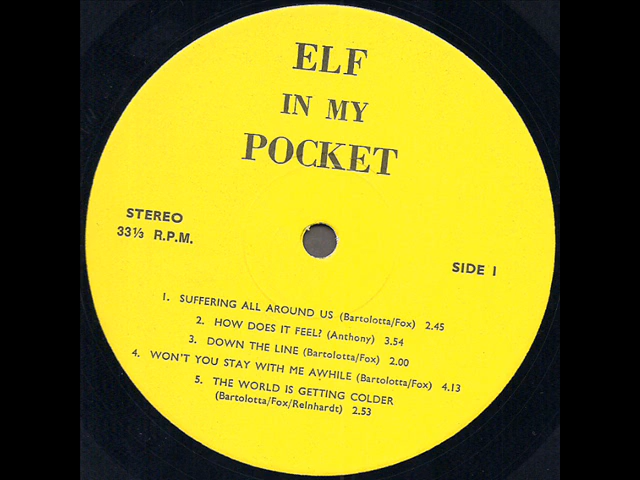 ELF
IN MY
POCKET
STEREO
33⅓ R.P.M.
SIDE 1
1. SUFFERING ALL AROUND US (Bartolotta/Fox) 2.45
2. HOW DOES IT FEEL? (Anthony) 3.54
3. DOWN THE LINE (Bartolotta/Fox) 2.00
4. WON'T YOU STAY WITH ME AWHILE (Bartolotta/Fox) 4.13
5. THE WORLD IS GETTING COLDER
(Bartolotta/Fox/Reinhardt) 2.53